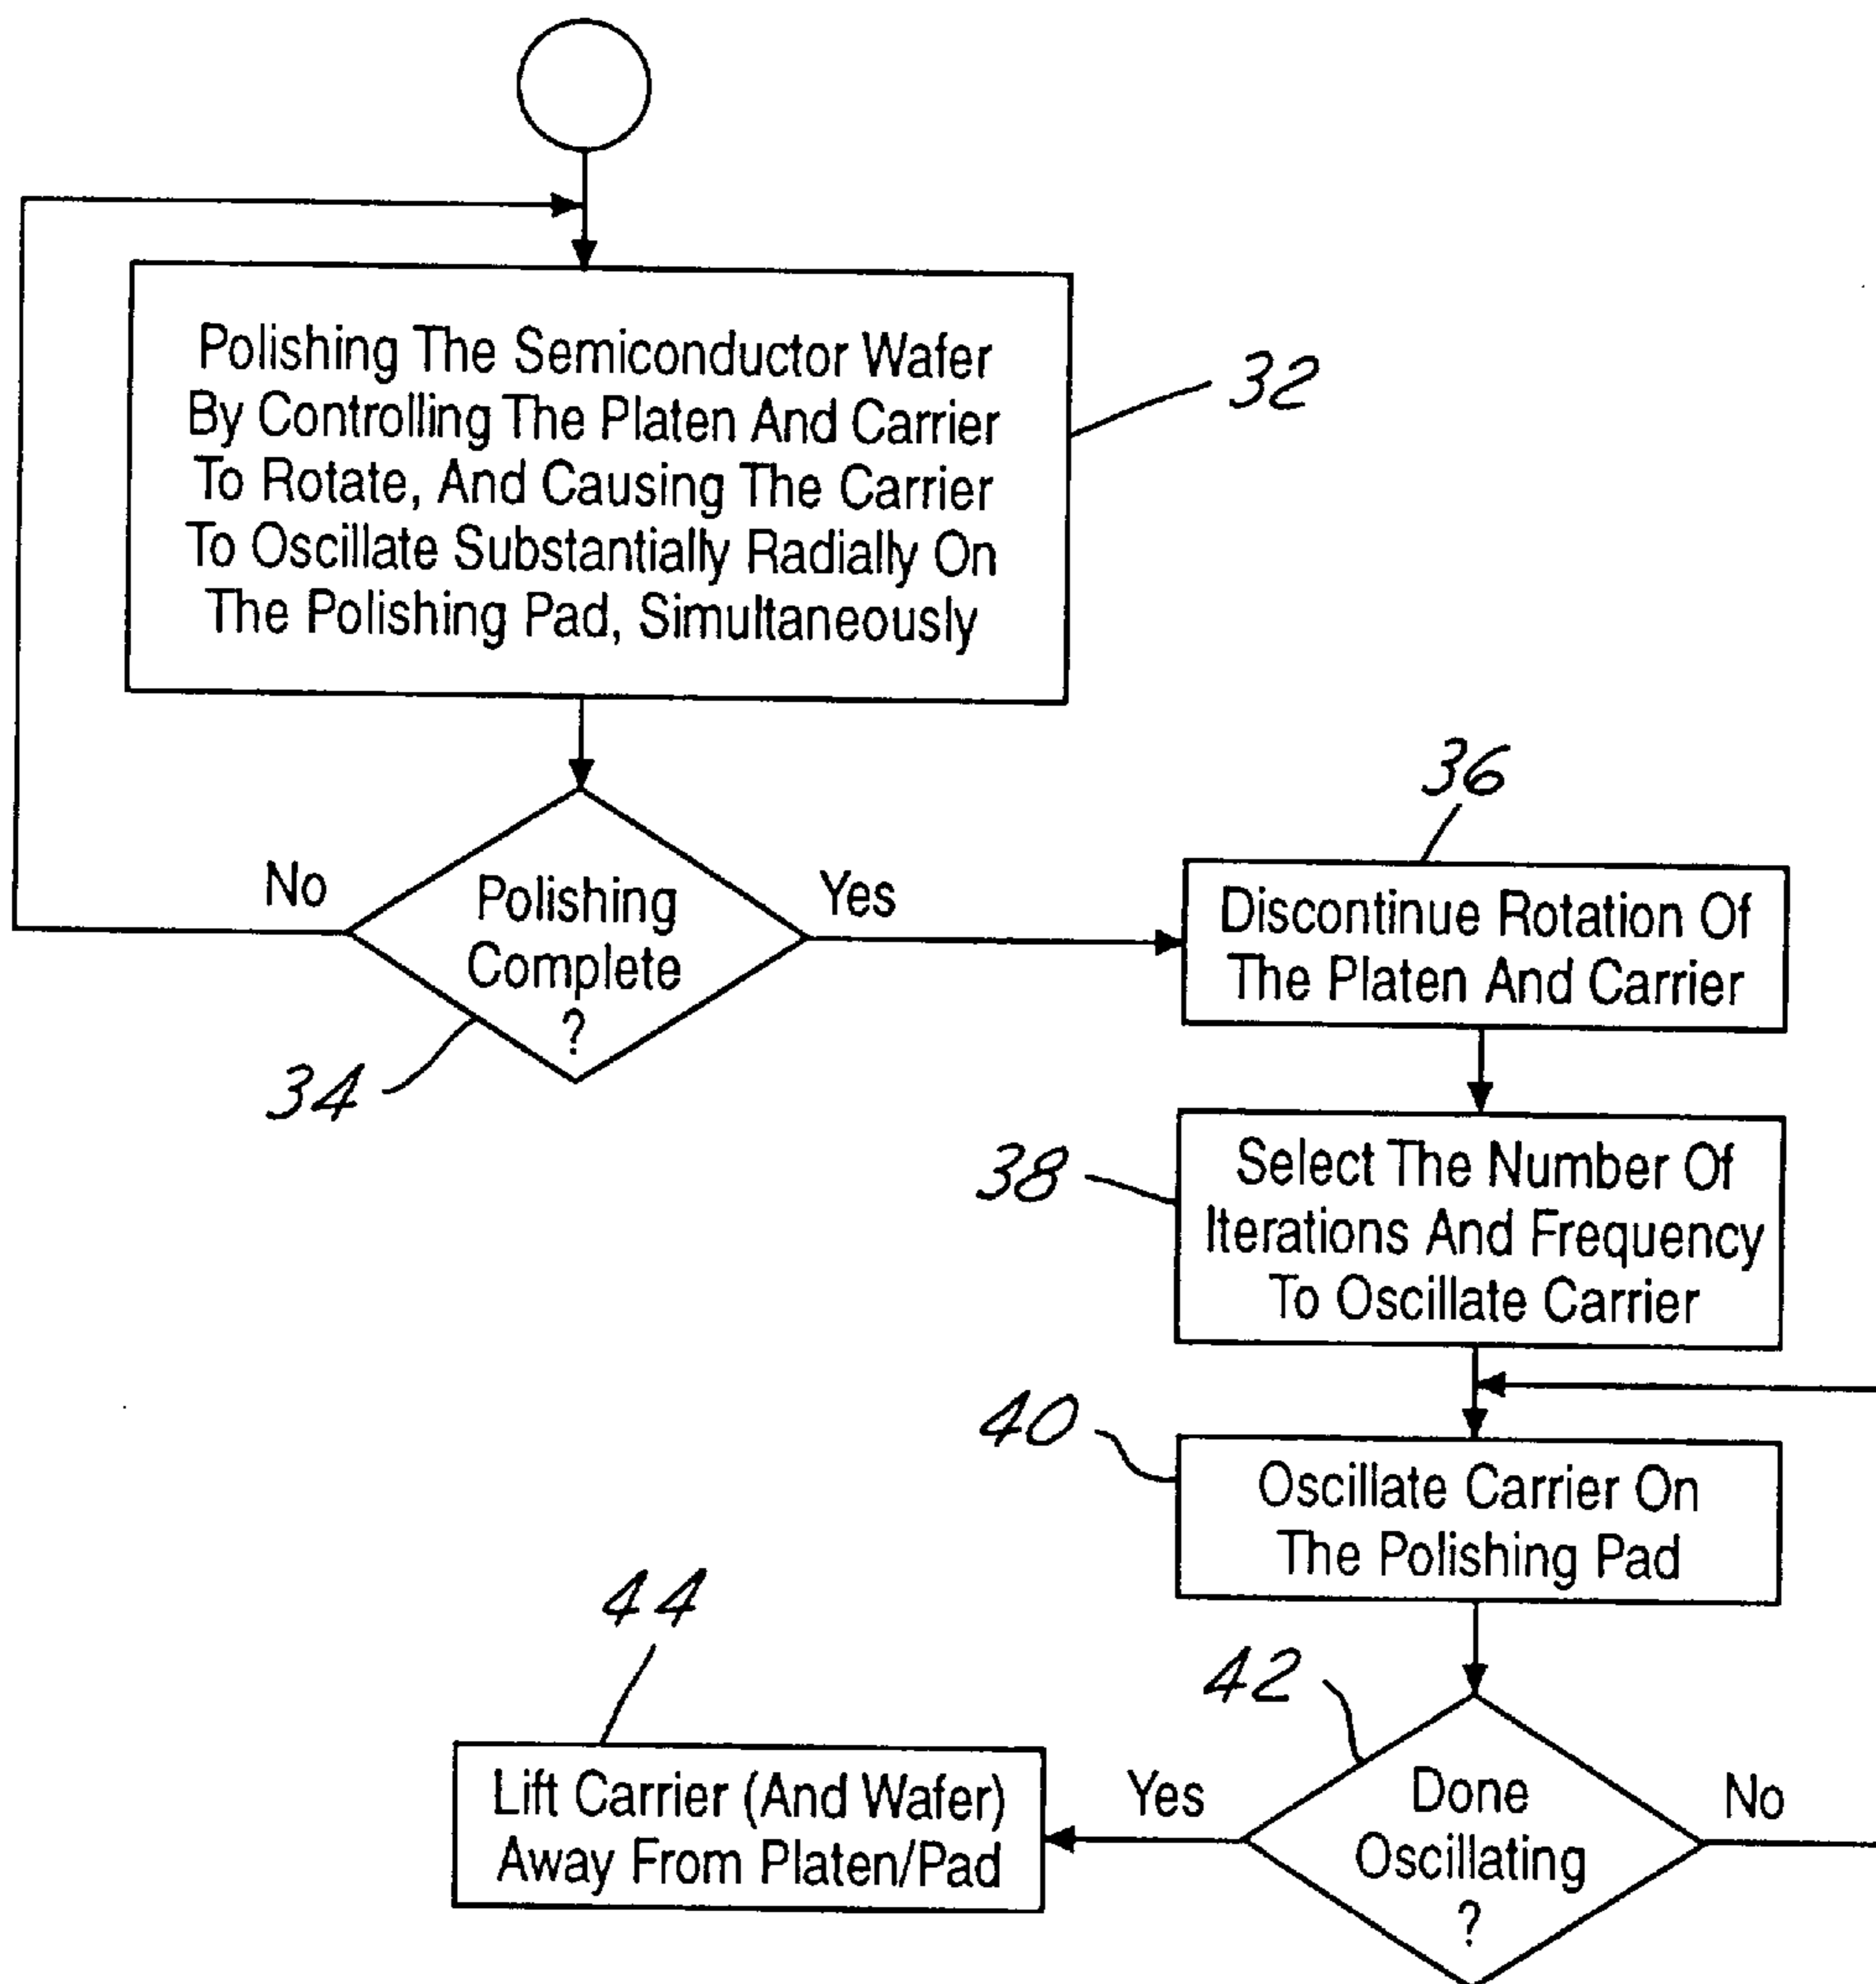 Polishing The Semiconductor Wafer
By Controlling The Platen And Carrier
To Rotate, And Causing The Carrier
To Oscillate Substantially Radially On
The Polishing Pad, Simultaneously
32
No
Polishing
Complete
?
Yes
34
36
Discontinue Rotation Of
The Platen And Carrier
38
Select The Number Of
Iterations And Frequency
To Oscillate Carrier
40
Oscillate Carrier On
The Polishing Pad
42
Done
Oscillating
?
Yes
No
44
Lift Carrier (And Wafer)
Away From Platen/Pad